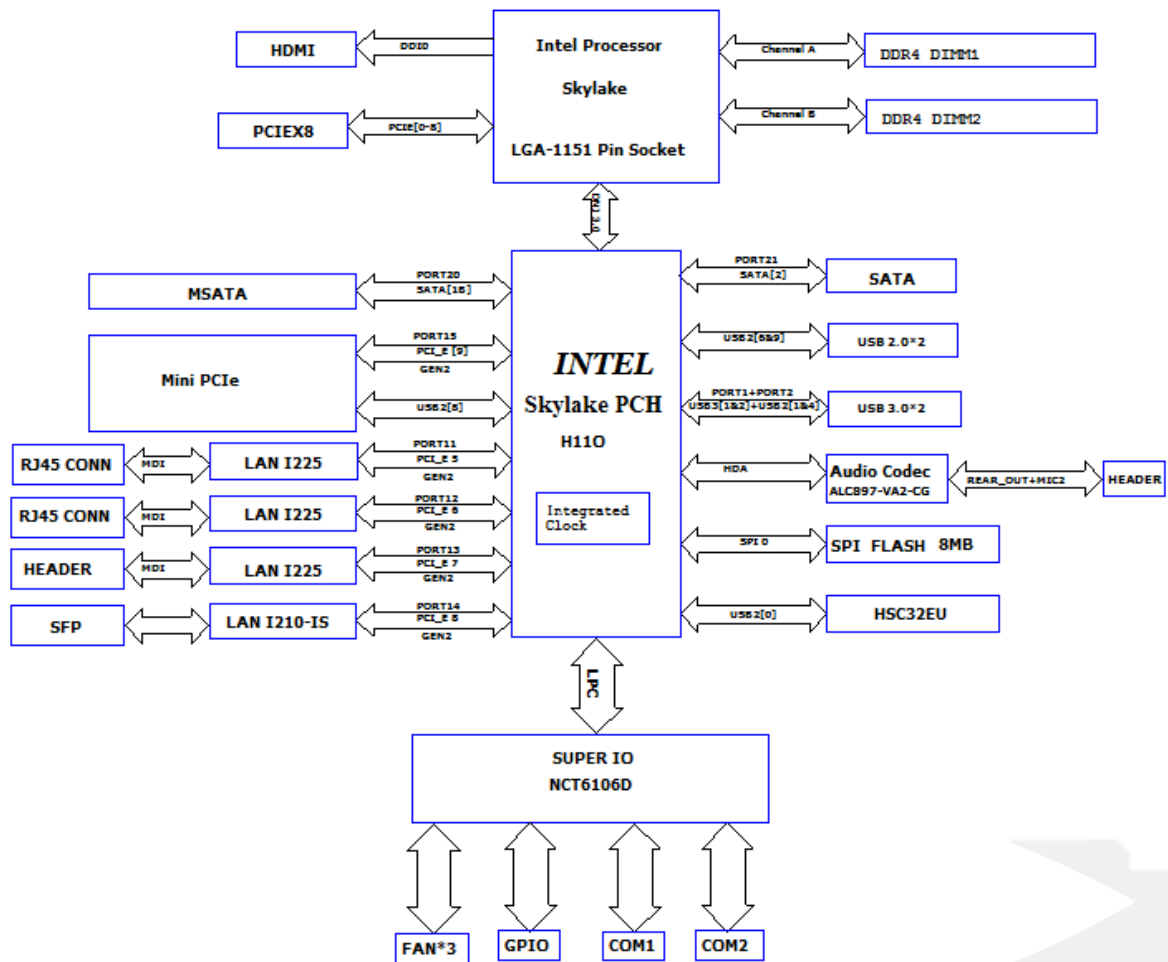 Intel Processor
Skylake
LGA-1151 Pin Socket
HDMI
DDI0
Channel A
DDR4 DIMM1
PCIEX8
PCIE[0-8]
Channel B
DDR4 DIMM2
DMI 3.0
INTEL
Skylake PCH
H110
Integrated
Clock
MSATA
PORT20
SATA[1B]
PORT21
SATA[2]
SATA
Mini PCIe
PORT15
PCI_E [9]
GEN2
USB2[8]
USB2[6&9]
USB 2.0*2
PORT1+PORT2
USB3[1&2]+USB2[1&4]
USB 3.0*2
RJ45 CONN
MDI
LAN I225
PORT11
PCI_E 5
GEN2
HDA
Audio Codec
ALC897-VA2-CG
REAR_OUT+MIC2
HEADER
RJ45 CONN
MDI
LAN I225
PORT12
PCI_E 6
GEN2
SPI 0
SPI FLASH 8MB
HEADER
MDI
LAN I225
PORT13
PCI_E 7
GEN2
SFP
LAN I210-IS
PORT14
PCI_E 8
GEN2
USB2[0]
HSC32EU
LPC
SUPER IO
NCT6106D
FAN*3
GPIO
COM1
COM2